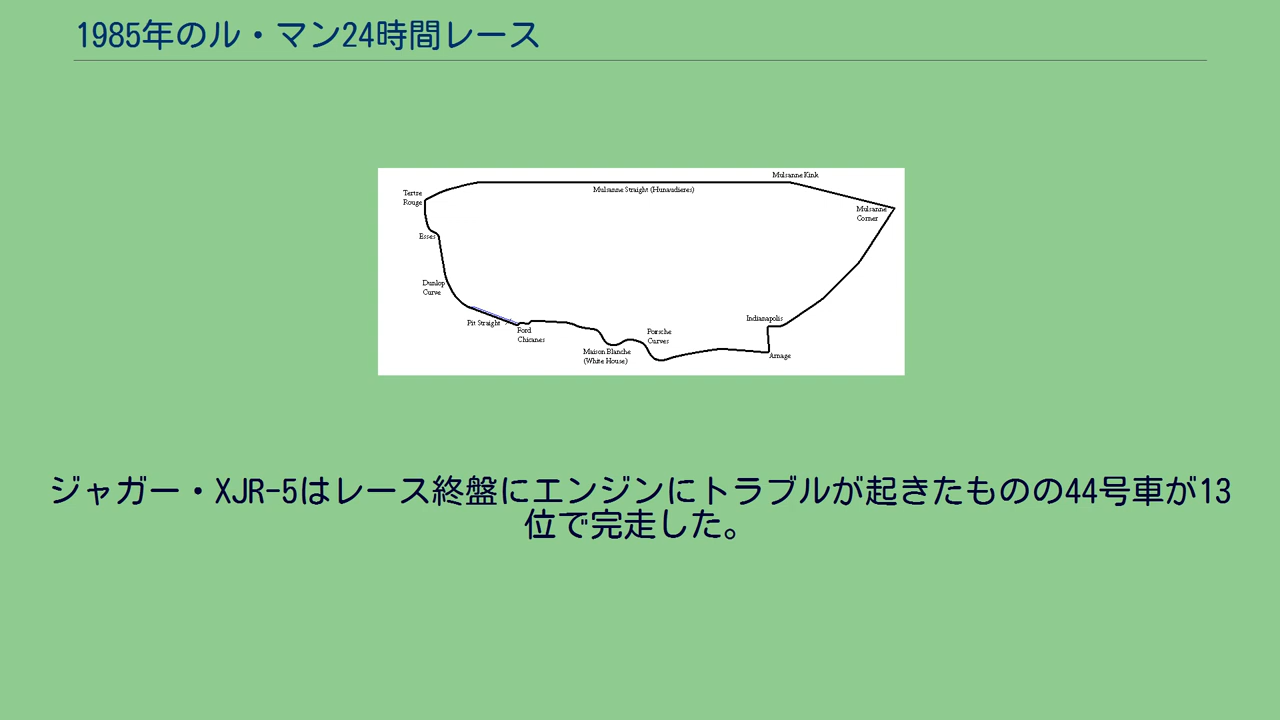 1985年のル・マン24時間レース
Mulsanne Kink
Mulsanne Straight (Hunaudieres)
Tertre
Rouge
Mulsanne
Corner
Esses
Dunlop
Curve
Indianapolis
Pit Straight
Ford
Chicanes
Porsche
Curves
Maison Blanche
(White House)
Arnage
ジャガー・XJR-5はレース終盤にエンジンにトラブルが起きたものの44号車が13
位で完走した。